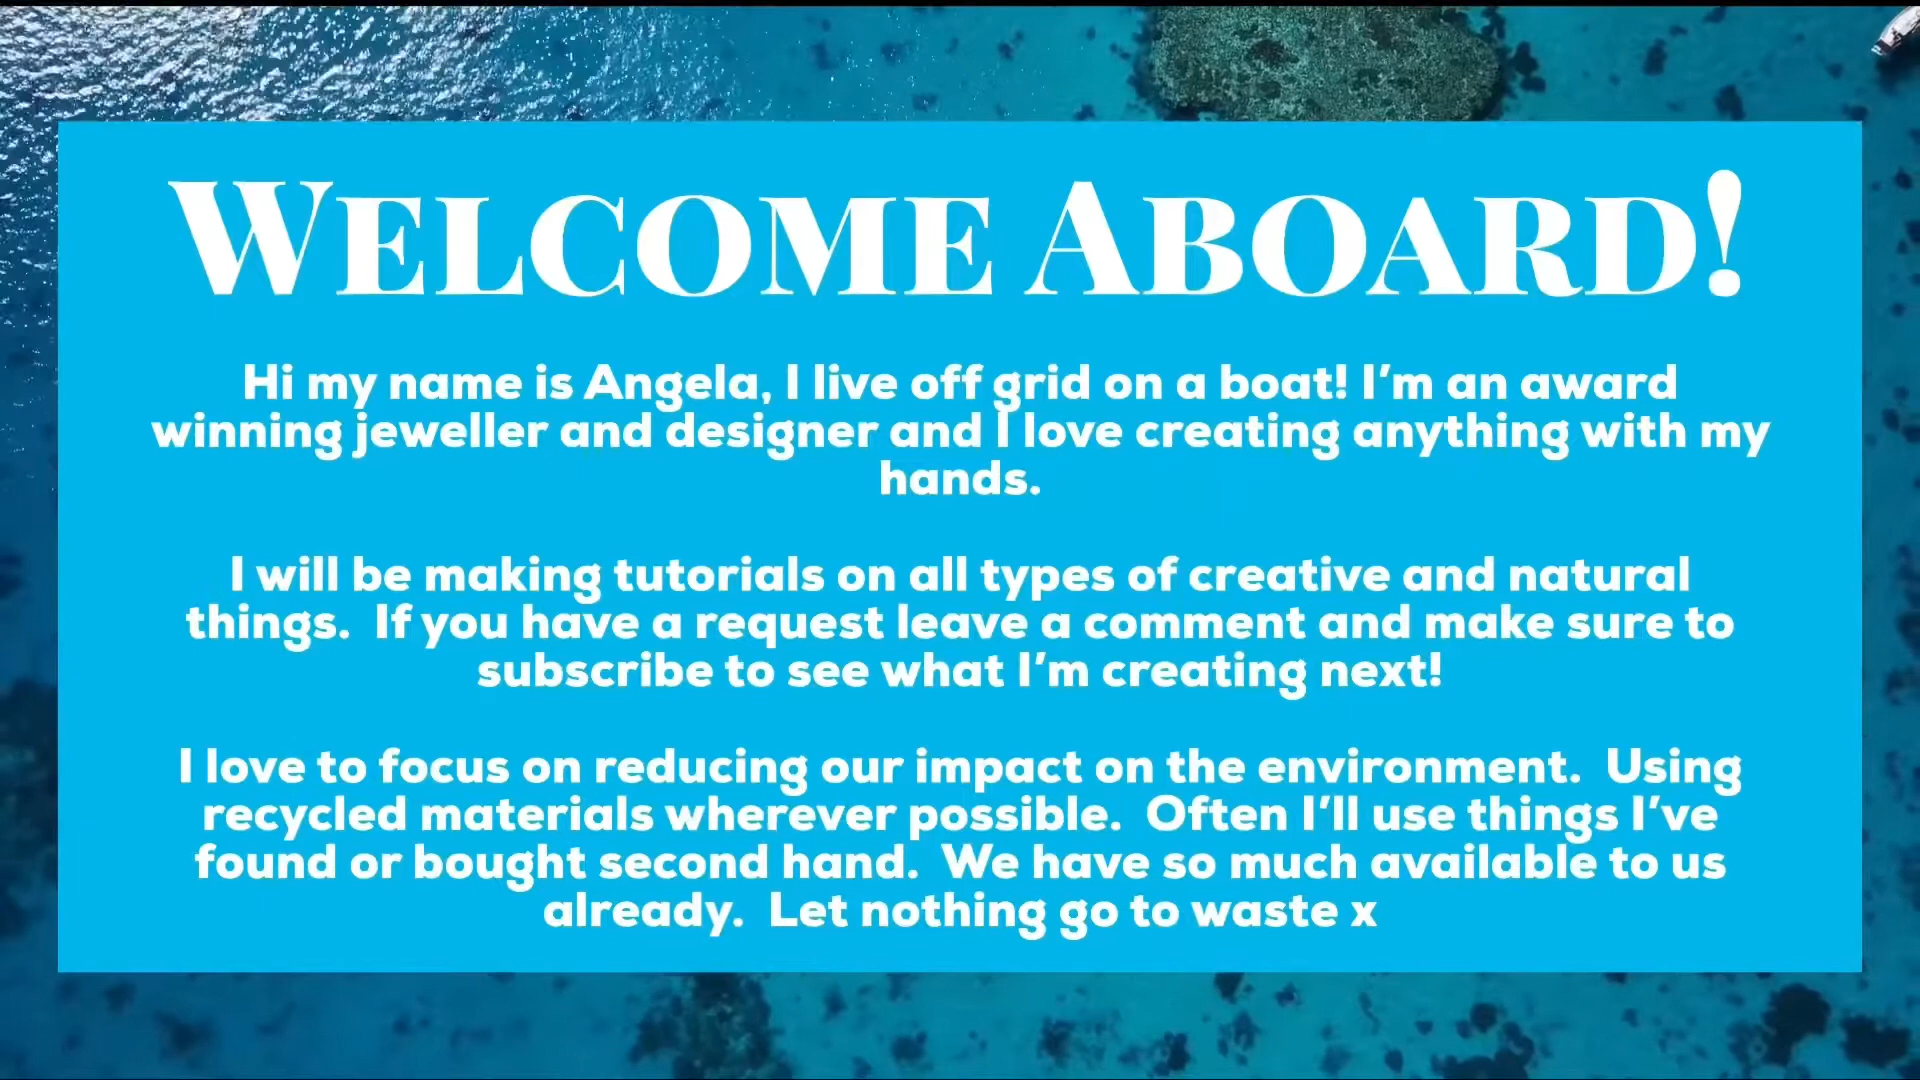 WELCOME ABOARD!
Hi my name is Angela, I live off grid on a boat! I'm an award
winning jeweller and designer and I love creating anything with my
hands.
I will be making tutorials on all types of creative and natural
things.  If you have a request leave a comment and make sure to
subscribe to see what I'm creating next!
I love to focus on reducing our impact on the environment.  Using
recycled materials wherever possible.  Often I'll use things I've
found or bought second hand.  We have so much available to us
already.  Let nothing go to waste x